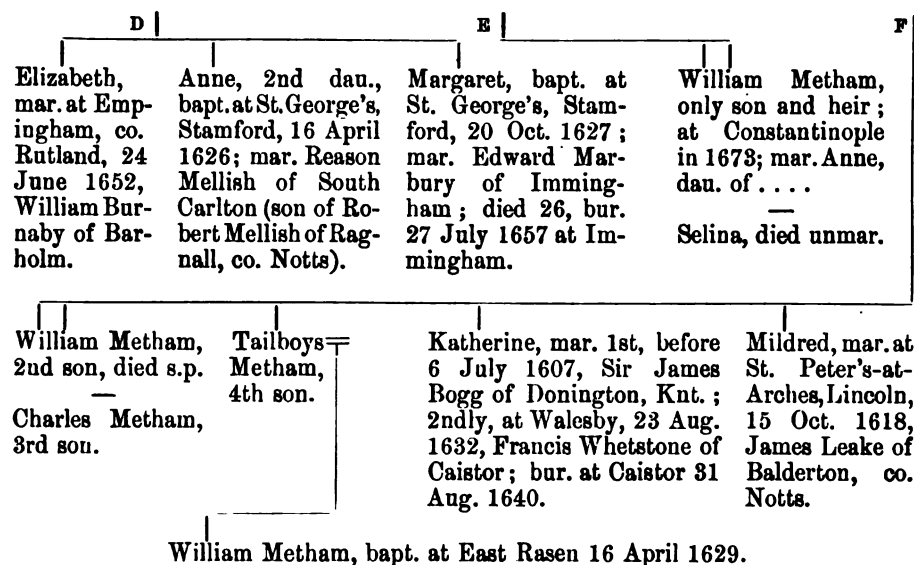 D E F
Elizabeth,
mar. at Emp-
ingham, co.
Rutland, 24
June 1652,
William Bur-
naby of Bar-
holm.
Anne, 2nd dau.,
bapt. at St. George's,
Stamford, 16 April
1626; mar. Reason
Mellish of South
Carlton (son of Ro-
bert Mellish of Rag-
nall, co. Notts).
Margaret, bapt. at
St. George's, Stam-
ford, 20 Oct. 1627;
mar. Edward Mar-
bury of Imming-
ham; died 26, bur.
27 July 1657 at Im-
mingham.
William Metham,
only son and heir;
at Constantinople
in 1673; mar. Anne,
dau. of . . . .
—
Selina, died unmar.
William Metham,
2nd son, died s.p.
—
Charles Metham,
3rd son.
Tailboys
Metham,
4th son.
Katherine, mar. 1st, before
6 July 1607, Sir James
Bogg of Donington, Knt.;
2ndly, at Walesby, 23 Aug.
1632, Francis Whetstone of
Caistor; bur. at Caistor 31
Aug. 1640.
Mildred, mar. at
St. Peter's-at-
Arches, Lincoln,
15 Oct. 1618,
James Leake of
Balderton, co.
Notts.
William Metham, bapt. at East Rasen 16 April 1629.